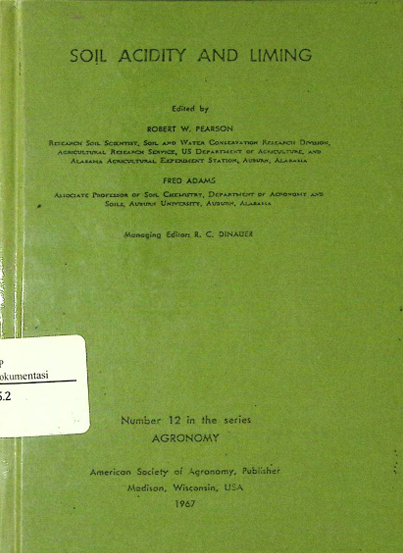 SOIL ACIDITY AND LIMING
Edited by
ROBERT W. PEARSON
Research Soil Scientist, Soil and Water Conservation Research Division,
Agricultural Research Service, US Department of Agriculture, and
Alabama Agricultural Experiment Station, Auburn, Alabama
FRED ADAMS
Associate Professor of Soil Chemistry, Department of Agronomy and
Soils, Auburn University, Auburn, Alabama
Managing Editor: R. C. DINAUER
P
okumentasi
5.2
Number 12 in the series
AGRONOMY
American Society of Agronomy, Publisher
Madison, Wisconsin, USA
1967